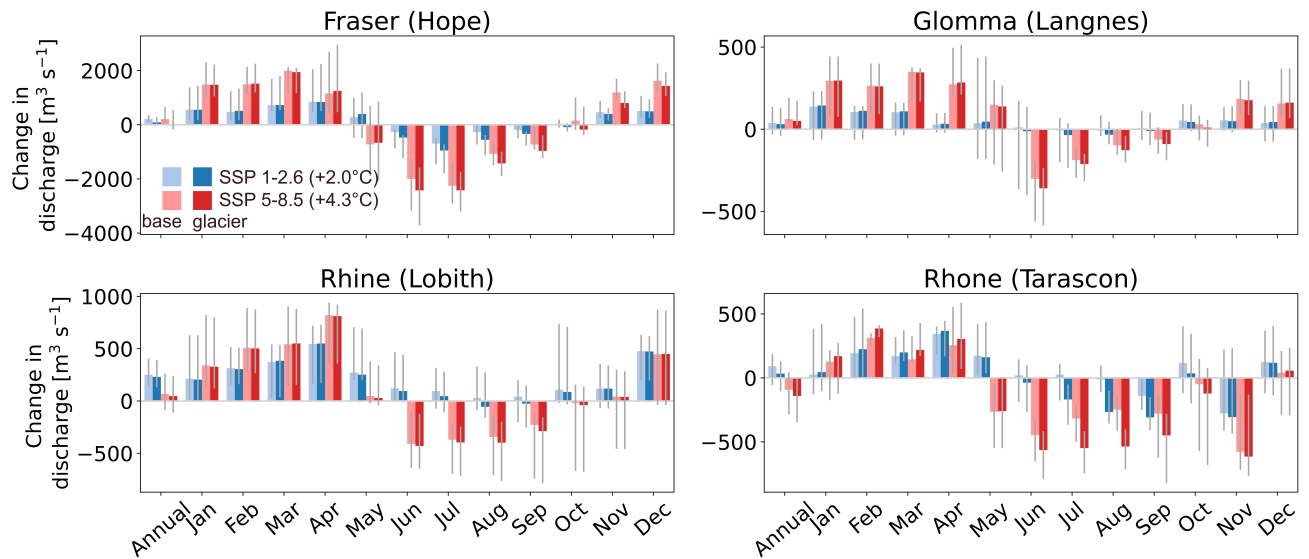 Fraser (Hope)
Glomma (Langnes)
Change in
discharge [m³ s⁻¹]
2000
0
−2000
−4000
SSP 1-2.6 (+2.0°C)
SSP 5-8.5 (+4.3°C)
base glacier
500
0
−500
Rhine (Lobith)
Rhone (Tarascon)
Change in
discharge [m³ s⁻¹]
1000
500
0
−500
500
0
−500
Annual Jan Feb Mar Apr May Jun Jul Aug Sep Oct Nov Dec
Annual Jan Feb Mar Apr May Jun Jul Aug Sep Oct Nov Dec